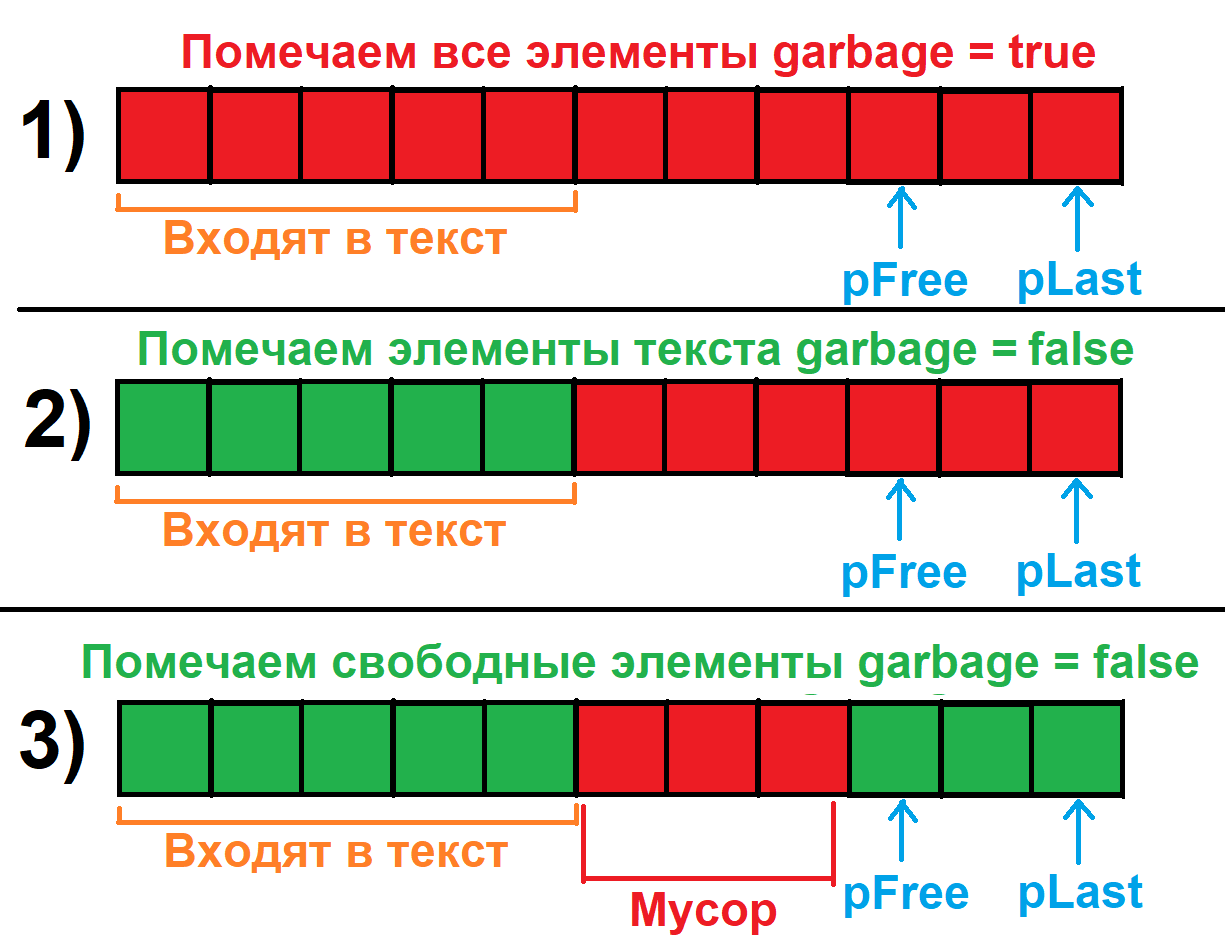 Помечаем все элементы garbage = true
1)
Входят в текст
pFree pLast
Помечаем элементы текста garbage = false
2)
Входят в текст
pFree pLast
Помечаем свободные элементы garbage = false
3)
Входят в текст
Мусор
pFree pLast